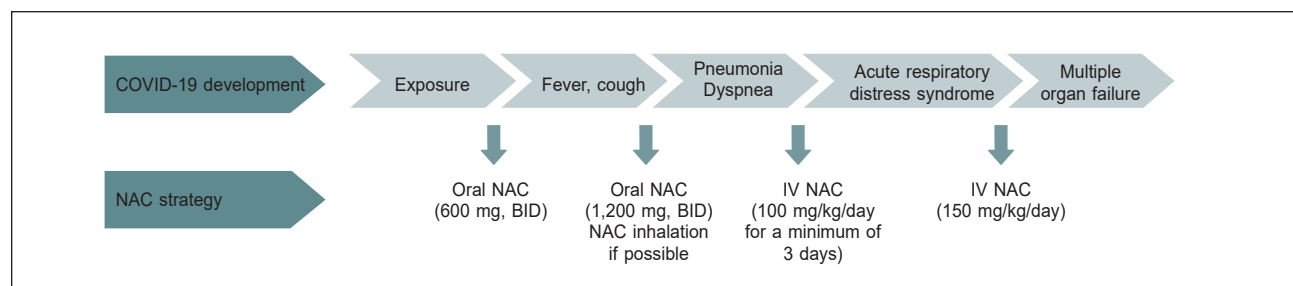 COVID-19 development
Exposure
Fever, cough
Pneumonia
Dyspnea
Acute respiratory
distress syndrome
Multiple
organ failure
NAC strategy
Oral NAC
(600 mg, BID)
Oral NAC
(1,200 mg, BID)
NAC inhalation
if possible
IV NAC
(100 mg/kg/day
for a minimum of
3 days)
IV NAC
(150 mg/kg/day)